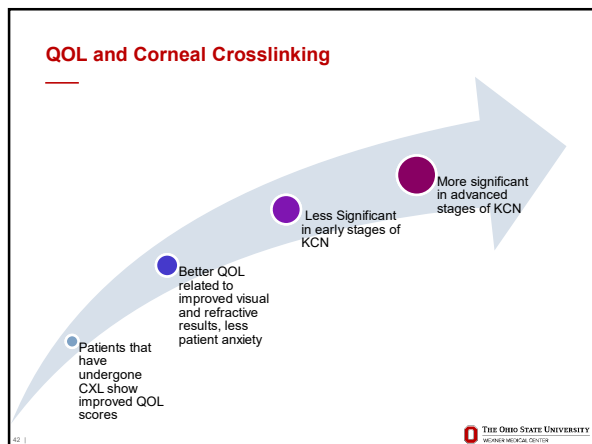 QOL and Corneal Crosslinking
More significant
in advanced
stages of KCN
Less Significant
in early stages of
KCN
Better QOL
related to
improved visual
and refractive
results, less
patient anxiety
Patients that
have
undergone
CXL show
improved QOL
scores
42 |
THE OHIO STATE UNIVERSITY
WEXNER MEDICAL CENTER